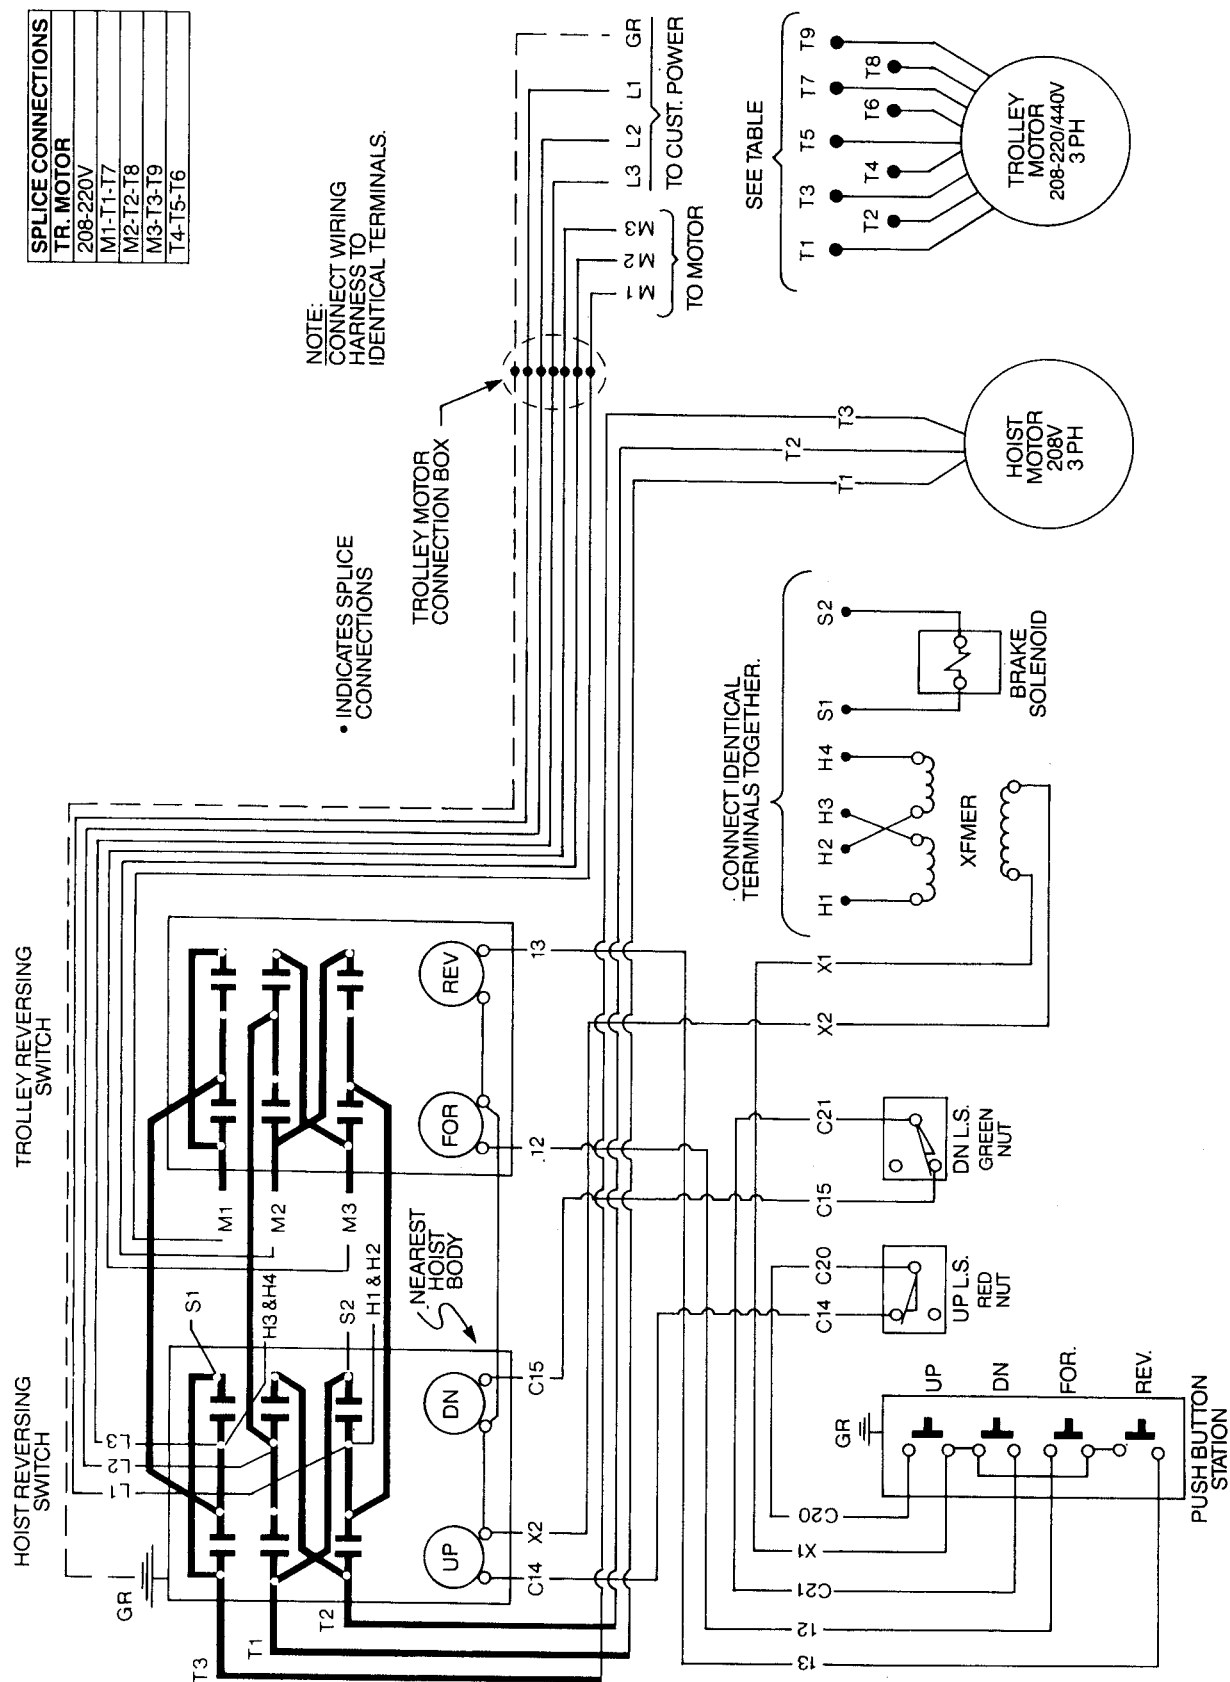 SPLICE CONNECTIONS
TR. MOTOR
208-220V
M1-T1-T7
M2-T2-T8
M3-T3-T9
T4-T5-T6
NOTE:
CONNECT WIRING
HARNESS TO
IDENTICAL TERMINALS.
GR
L1
L2
L3
TO CUST. POWER
M3
M2
M1
TO MOTOR
SEE TABLE
T9
T8
T7
T6
T5
T4
T3
T2
T1
TROLLEY
MOTOR
208-220/440V
3 PH
TROLLEY MOTOR
CONNECTION BOX
• INDICATES SPLICE
CONNECTIONS
T3
T2
T1
HOIST
MOTOR
208V
3 PH
CONNECT IDENTICAL
TERMINALS TOGETHER.
S2
S1
H4
H3
H2
H1
BRAKE
SOLENOID
XFMER
X1
X2
TROLLEY REVERSING
SWITCH
REV
FOR
13
12
M1
M2
M3
HOIST REVERSING
SWITCH
S1
H3 & H4
S2
H1 & H2
NEAREST
HOIST
BODY
L3
L2
L1
DN
UP
C15
X2
C14
GR
T3
T1
T2
C21
C15
DN L.S.
GREEN
NUT
C20
C14
UP L.S.
RED
NUT
GR
UP
DN
FOR.
REV.
PUSH BUTTON
STATION
C20
X1
C21
12
13